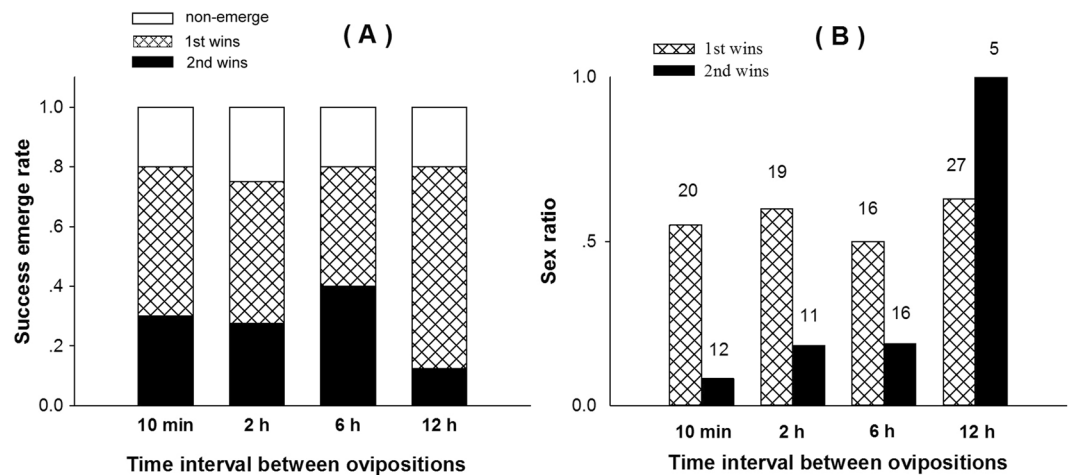 non-emerge
1st wins
2nd wins
( A )
1.0
.8
.6
.4
.2
0.0
Success emerge rate
10 min 2 h 6 h 12 h
Time interval between ovipositions
1st wins
2nd wins
( B )
1.0
.5
0.0
Sex ratio
20 12 19 11 16 16 27 5
10 min 2 h 6 h 12 h
Time interval between ovipositions